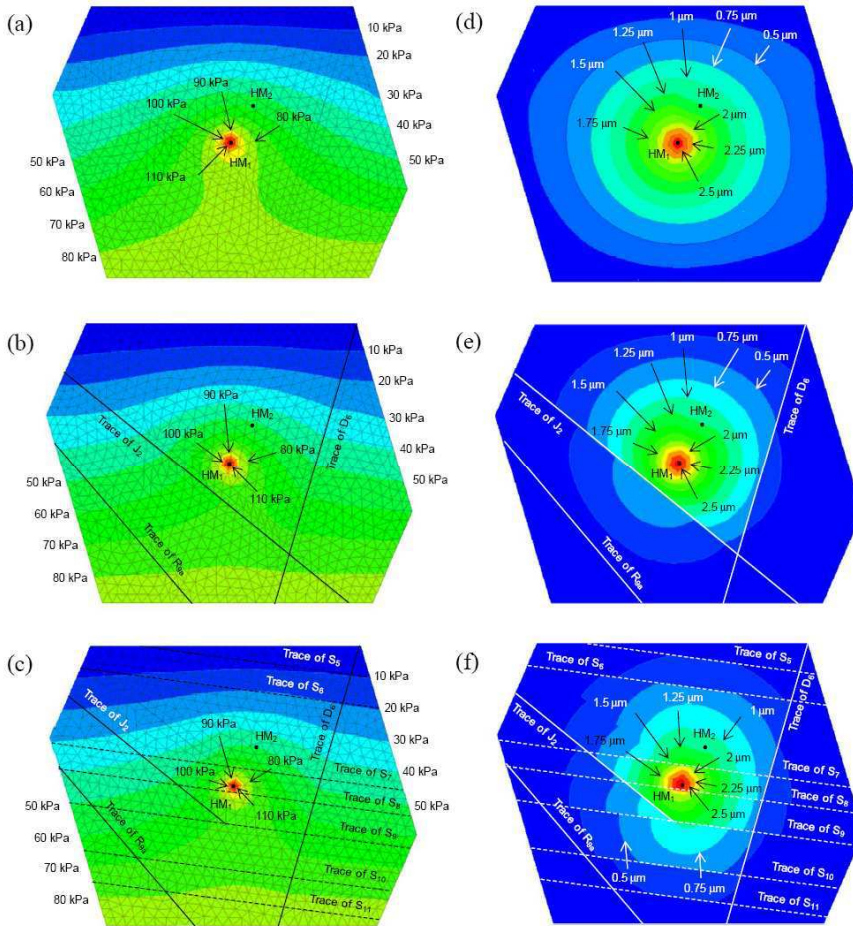 (a)
10 kPa
20 kPa
30 kPa
40 kPa
50 kPa
90 kPa
HM2
100 kPa
80 kPa
HM1
110 kPa
50 kPa
60 kPa
70 kPa
80 kPa
(d)
1 µm
0.75 µm
1.25 µm
0.5 µm
1.5 µm
HM2
1.75 µm
2 µm
HM1
2.25 µm
2.5 µm
(b)
10 kPa
20 kPa
30 kPa
40 kPa
50 kPa
90 kPa
HM2
Trace of J2
100 kPa
80 kPa
Trace of D6
HM1
110 kPa
50 kPa
60 kPa
70 kPa
80 kPa
Trace of R9a
(e)
1 µm
0.75 µm
1.25 µm
0.5 µm
1.5 µm
HM2
Trace of J2
1.75 µm
2 µm
Trace of D6
HM1
2.25 µm
2.5 µm
Trace of R9a
(c)
Trace of S5
10 kPa
Trace of S6
20 kPa
Trace of J2
90 kPa
Trace of D6
30 kPa
HM2
40 kPa
80 kPa
Trace of S7
100 kPa
50 kPa
Trace of S8
HM1
110 kPa
Trace of S9
50 kPa
60 kPa
Trace of R9a
70 kPa
Trace of S10
80 kPa
Trace of S11
(f)
Trace of S5
Trace of S6
Trace of D6
1.25 µm
1.5 µm
1 µm
Trace of J2
HM2
1.75 µm
2 µm
Trace of S7
HM1
2.25 µm
Trace of S8
2.5 µm
Trace of S9
Trace of R9a
Trace of S10
0.5 µm
0.75 µm
Trace of S11